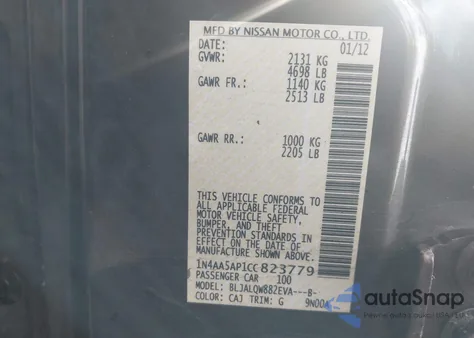 MFD BY NISSAN MOTOR CO., LTD.
DATE: 01/12
GVWR: 2131 KG
4698 LB
GAWR FR.: 1140 KG
2513 LB
GAWR RR.: 1000 KG
2205 LB
THIS VEHICLE CONFORMS TO
ALL APPLICABLE FEDERAL
MOTOR VEHICLE SAFETY,
BUMPER, AND THEFT
PREVENTION STANDARDS
IN EFFECT ON THE DATE OF
MANUFACTURE SHOWN ABOVE.
1N4AA5AP1CC823779
PASSENGER CAR 100
MODEL: BLJALQW882EVA---B-
COLOR: CAJ TRIM: G 9N00A
autoSnap